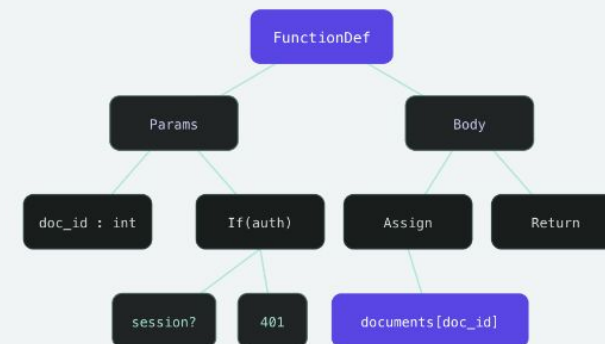 FunctionDef
Params
Body
doc_id : int
If(auth)
Assign
Return
session?
401
documents[doc_id]